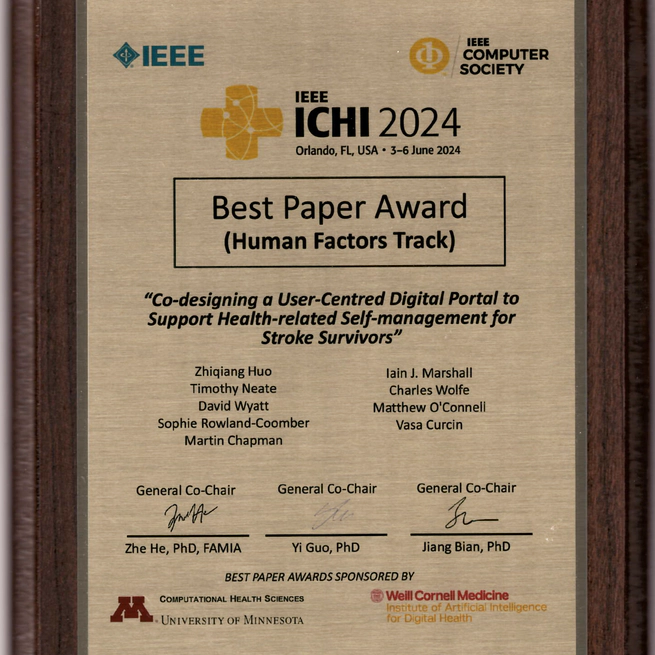 IEEE
IEEE
COMPUTER
SOCIETY
IEEE
ICHI 2024
Orlando, FL, USA • 3–6 June 2024
Best Paper Award
(Human Factors Track)
“Co-designing a User-Centred Digital Portal to
Support Health-related Self-management for
Stroke Survivors”
Zhiqiang Huo
Timothy Neate
David Wyatt
Sophie Rowland-Coomber
Martin Chapman
Iain J. Marshall
Charles Wolfe
Matthew O'Connell
Vasa Curcin
General Co-Chair
Zhe He, PhD, FAMIA
General Co-Chair
Yi Guo, PhD
General Co-Chair
Jiang Bian, PhD
BEST PAPER AWARDS SPONSORED BY
M
COMPUTATIONAL HEALTH SCIENCES
UNIVERSITY OF MINNESOTA
Weill Cornell Medicine
Institute of Artificial Intelligence
for Digital Health